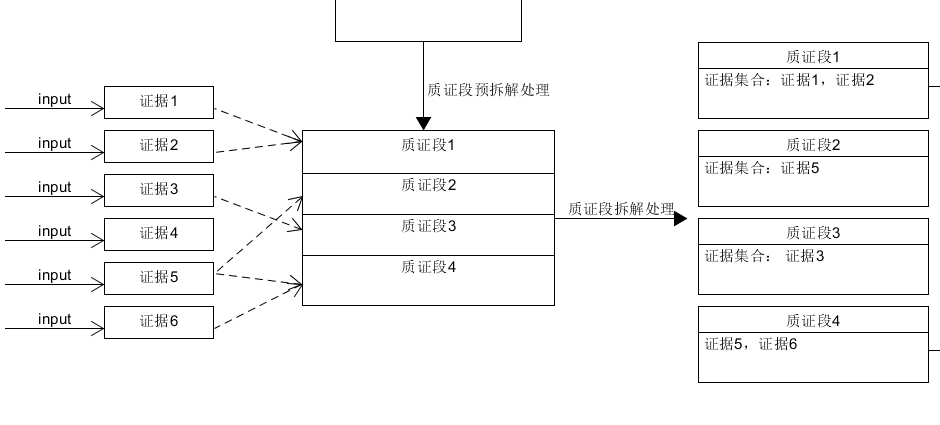 质证段预拆解处理
input
证据1
input
证据2
input
证据3
input
证据4
input
证据5
input
证据6
质证段1
质证段2
质证段3
质证段4
质证段拆解处理
质证段1
证据集合：证据1，证据2
质证段2
证据集合：证据5
质证段3
证据集合： 证据3
质证段4
证据5，证据6